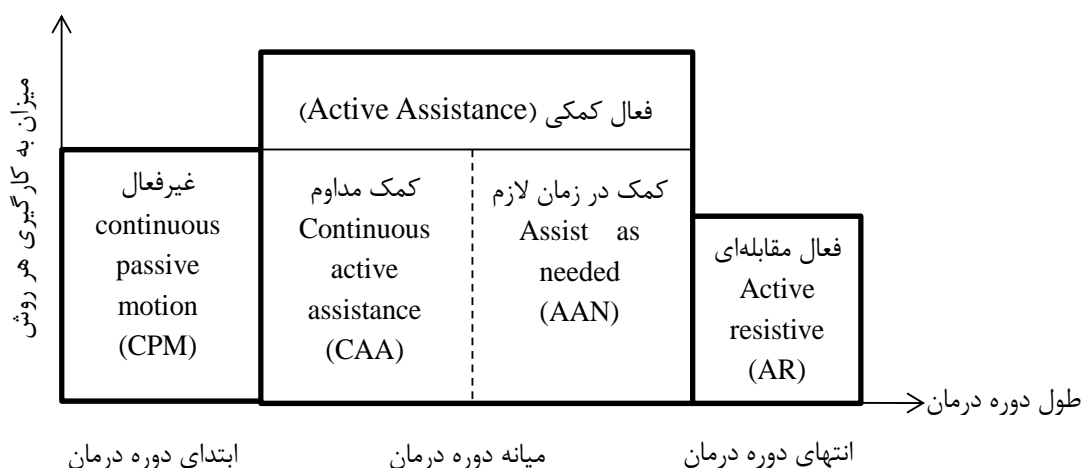 میزان به کارگیری هر روش
فعال کمکی (Active Assistance)
غیرفعال
continuous
passive
motion
(CPM)
کمک مداوم
Continuous
active
assistance
(CAA)
کمک در زمان لازم
Assist as
needed
(AAN)
فعال مقابله‌ای
Active
resistive
(AR)
طول دوره درمان
ابتدای دوره درمان
میانه دوره درمان
انتهای دوره درمان